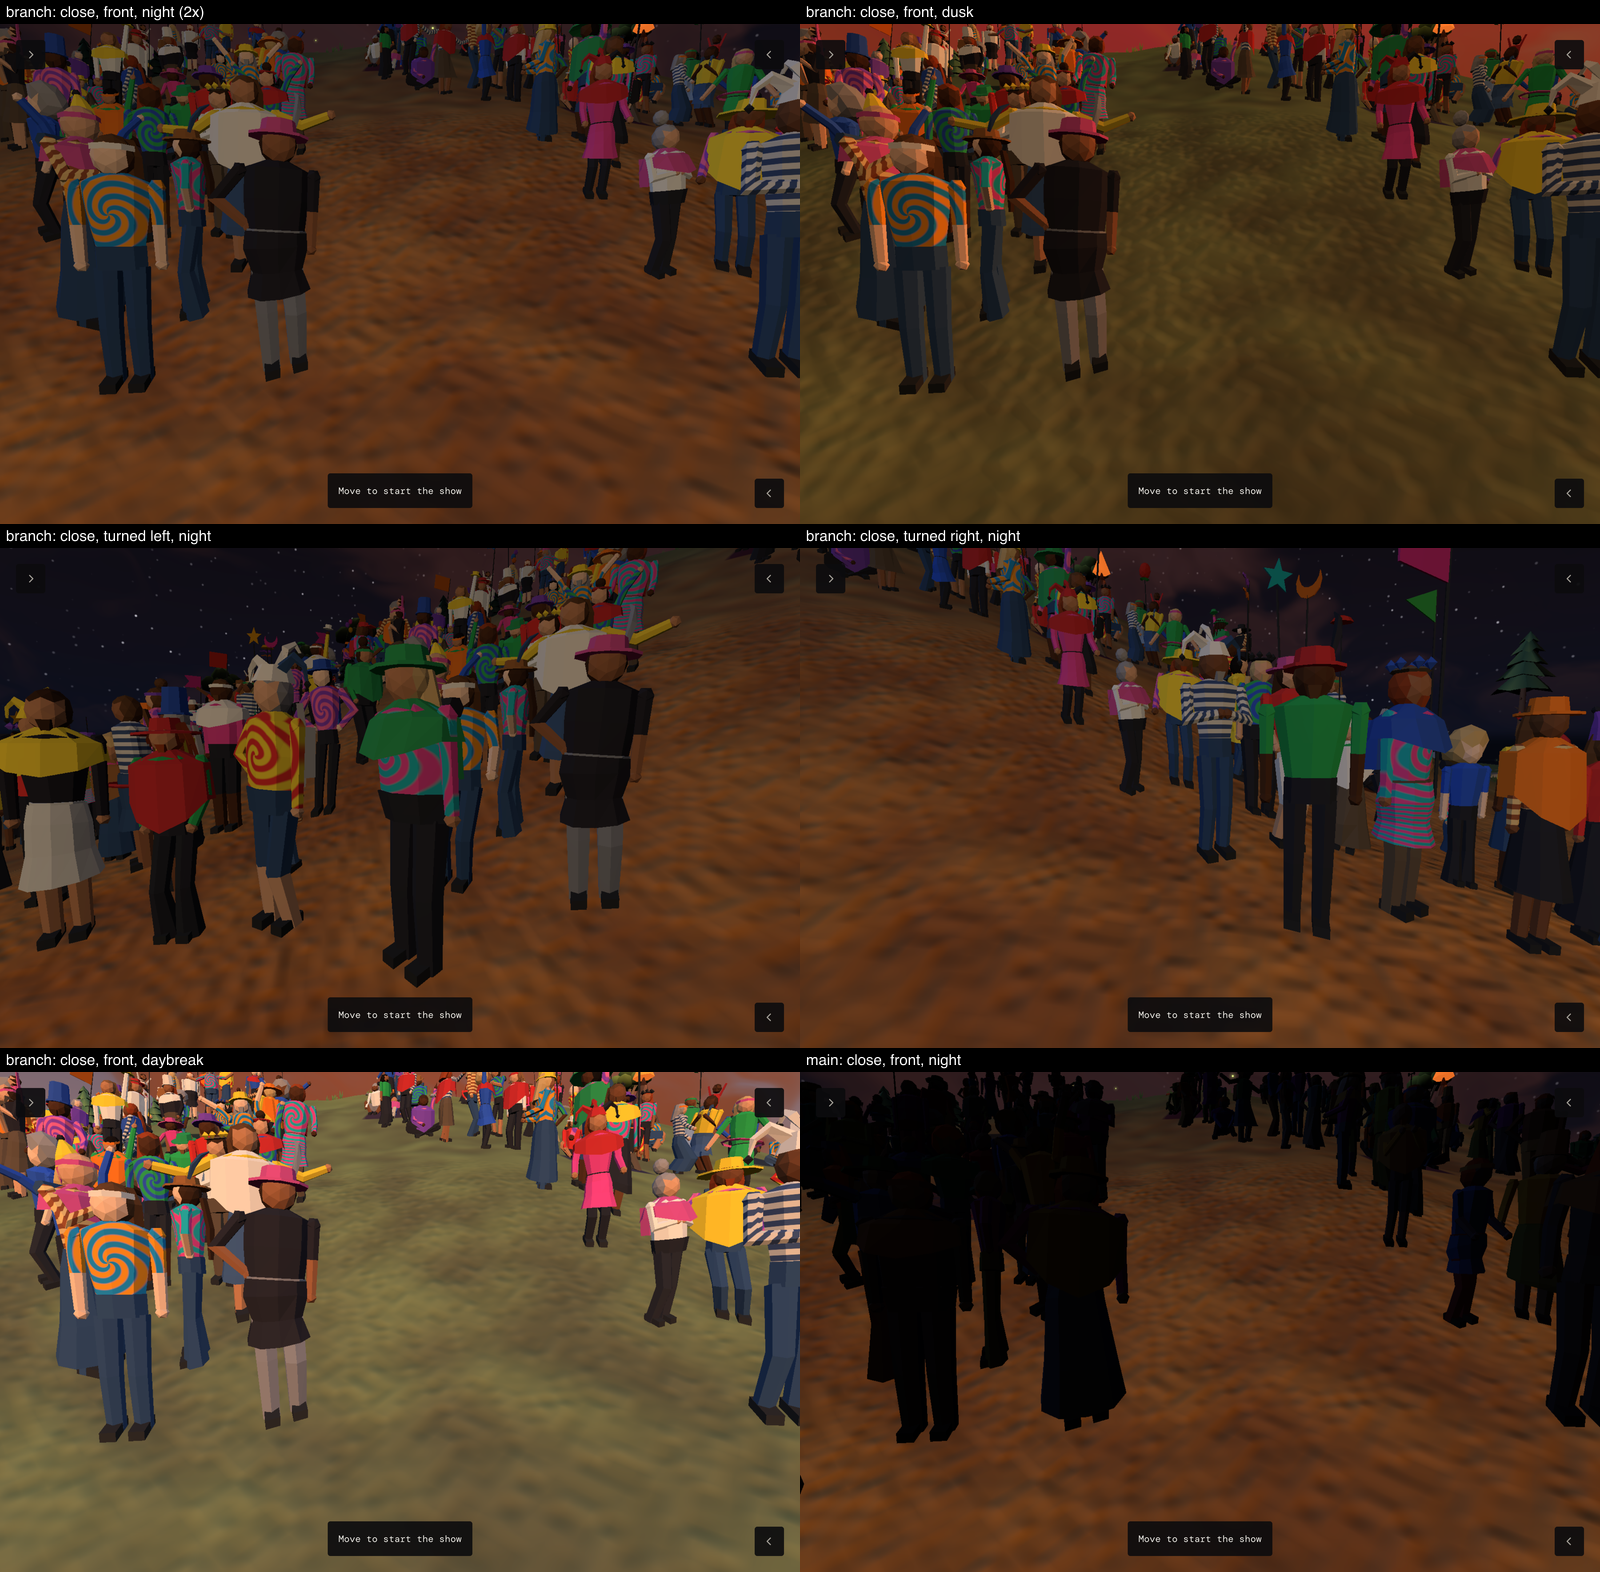 branch: close, front, night (2x)
branch: close, front, dusk
Move to start the show
Move to start the show
branch: close, turned left, night
branch: close, turned right, night
Move to start the show
Move to start the show
branch: close, front, daybreak
main: close, front, night
Move to start the show
Move to start the show